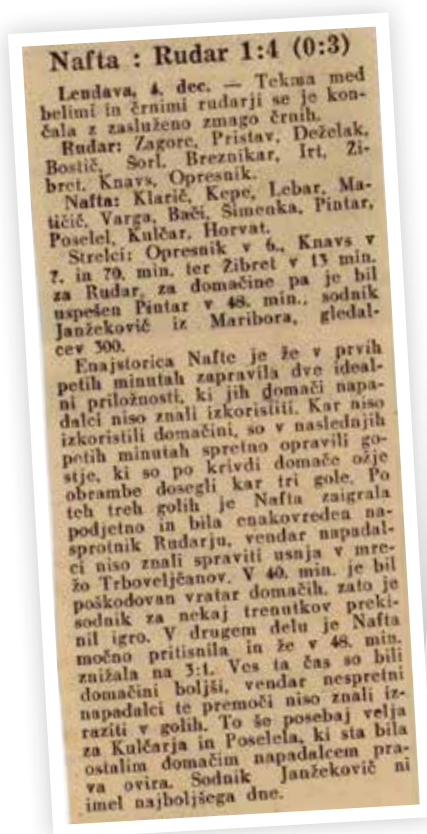 Nafta : Rudar 1:4 (0:3)
Lendava, 4. dec. — Tekma med
belimi in črnimi rudarji se je kon-
čala z zasluženo zmago črnih.
Rudar: Zagorc, Pristav, Deželak,
Bostič, Šorl, Breznikar, Irt, Ži-
bret, Knavs, Opresnik.
Nafta: Klarič, Kepe, Lebar, Ma-
tičič, Varga, Bači, Šimenka, Pintar,
Poselel, Kulčar, Horvat.
Strelci: Opresnik v 6., Knavs v
7. in 70. min. ter Žibret v 13 min.
za Rudar, za domačine pa je bil
uspešen Pintar v 48. min., sodnik
Janžekovič iz Maribora, gledal-
cev 300.
Enajstorica Nafte je že v prvih
petih minutah zapravila dve ideal-
ni priložnosti, ki jih domači napa-
dalci niso znali izkoristiti. Kar niso
izkoristili domačini, so v naslednjih
petih minutah spretno opravili go-
stje, ki so po krivdi domače ožje
obrambe dosegli kar tri gole. Po
teh treh golih je Nafta zaigrala
podjetno in bila enakovreden na-
sprotnik Rudarju, vendar napadal-
ci niso znali spraviti usnja v mre-
žo Trboveljčanov. V 40. min. je bil
poškodovan vratar domačih, zato je
sodnik za nekaj trenutkov preki-
nil igro. V drugem delu je Nafta
močno pritisnila in že v 48. min.
znižala na 3:1. Ves ta čas so bili
domačini boljši, vendar nespretni
napadalci te premoči niso znali iz-
raziti v golih. To še posebaj velja
za Kulčarja in Poselela, ki sta bila
ostalim domačim napadalcem pra-
va ovira. Sodnik Janžekovič ni
imel najboljšega dne.